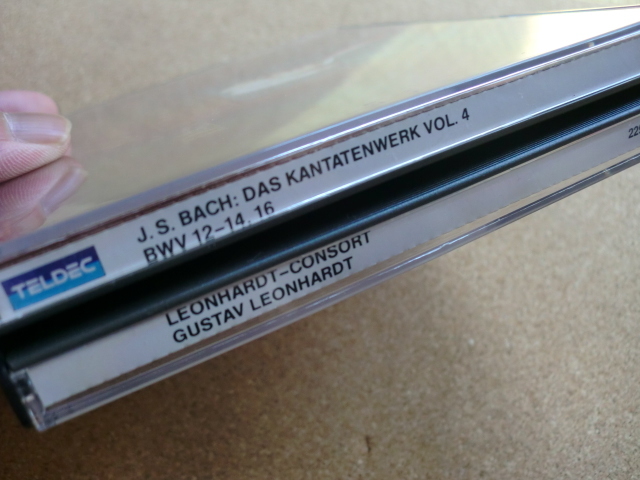 J.S. BACH: DAS KANTATENWERK VOL. 4
BWV 12-14, 16
TELDEC
LEONHARDT-CONSORT
GUSTAV LEONHARDT